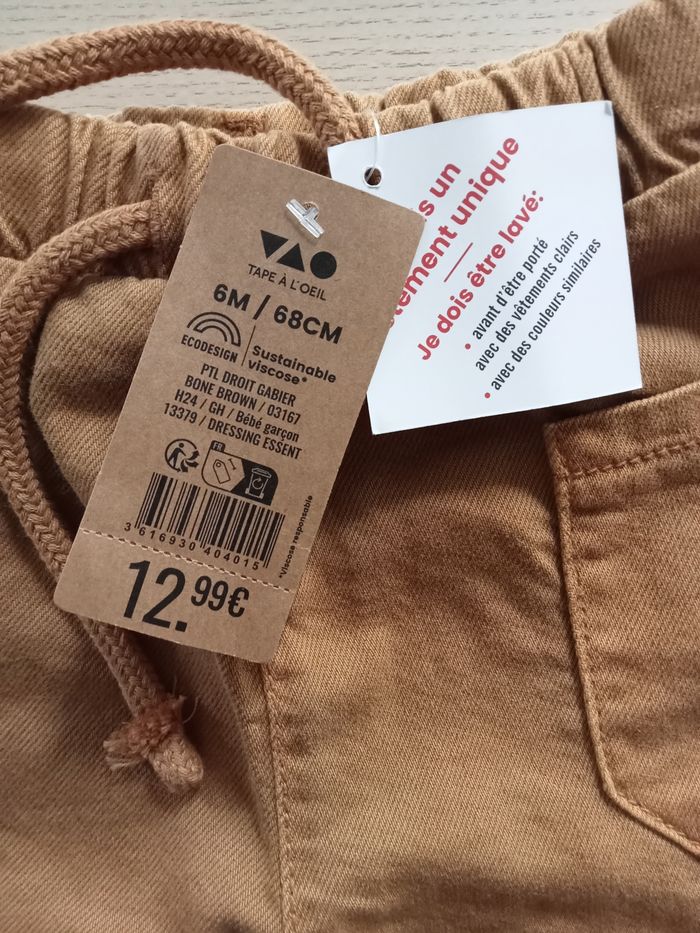 TAPE À L'OEIL
6M / 68CM
ECODESIGN
Sustainable
viscose*
PTL DROIT GABIER
BONE BROWN / 03167
H24 / GH / Bébé garçon
13379 / DRESSING ESSENT
FR
3 616930 404015
*Viscose responsable
12.99€
s un
tement unique
Je dois être lavé:
• avant d'être porté
avec des vêtements clairs
• avec des couleurs similaires